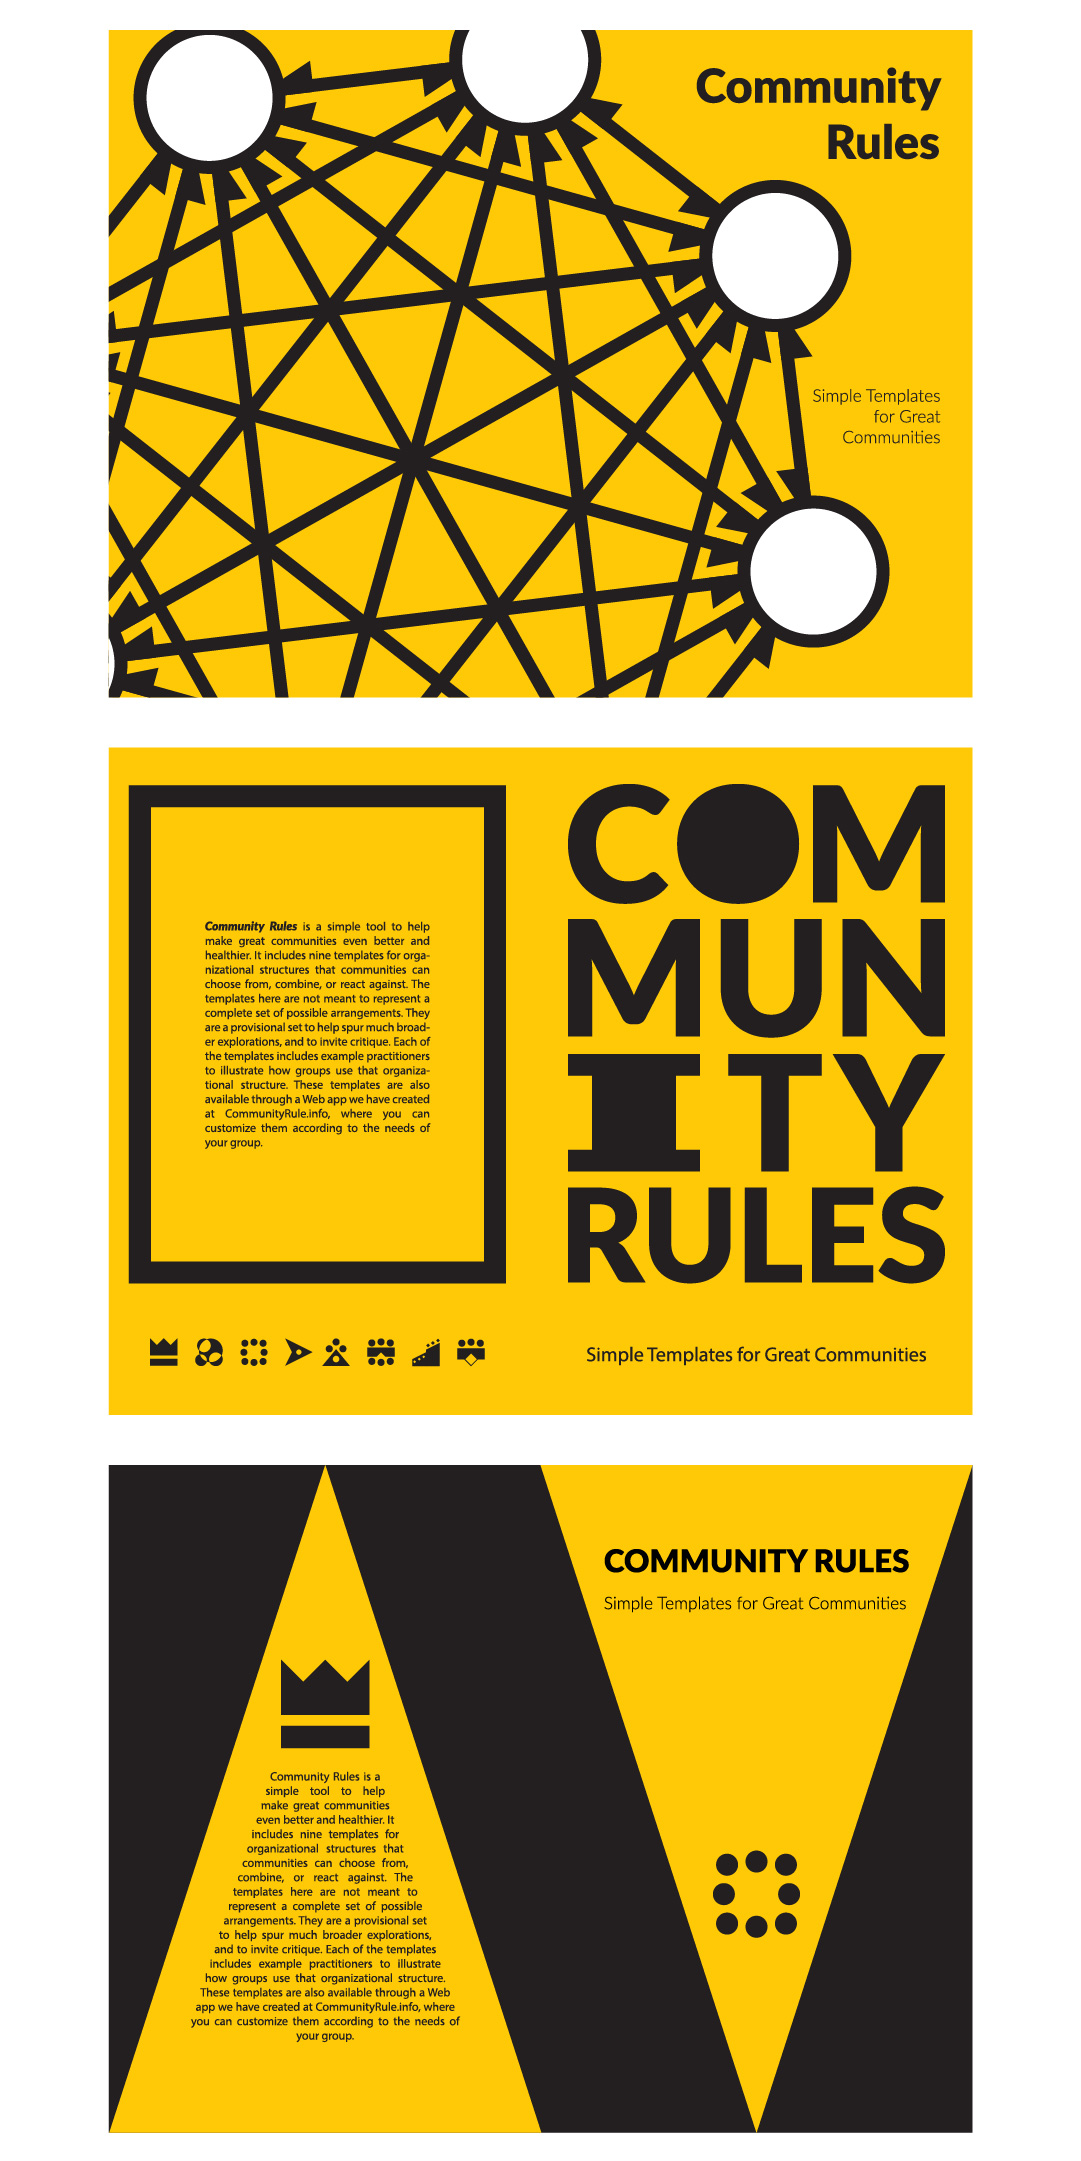 Community
Rules
Simple Templates
for Great
Communities
Community Rules is a simple tool to help
make great communities even better and
healthier. It includes nine templates for orga-
nizational structures that communities can
choose from, combine, or react against. The
templates here are not meant to represent a
complete set of possible arrangements. They
are a provisional set to help spur much broad-
er explorations, and to invite critique. Each of
the templates includes example practitioners
to illustrate how groups use that organiza-
tional structure. These templates are also
available through a Web app we have created
at CommunityRule.info, where you can
customize them according to the needs of
your group.
COM
MUN
ITY
RULES
Simple Templates for Great Communities
COMMUNITY RULES
Simple Templates for Great Communities
Community Rules is a
simple tool to help
make great communities
even better and healthier. It
includes nine templates for
organizational structures that
communities can choose from,
combine, or react against. The
templates here are not meant to
represent a complete set of possible
arrangements. They are a provisional set
to help spur much broader explorations,
and to invite critique. Each of the templates
includes example practitioners to illustrate
how groups use that organizational structure.
These templates are also available through a Web
app we have created at CommunityRule.info, where
you can customize them according to the needs of
your group.